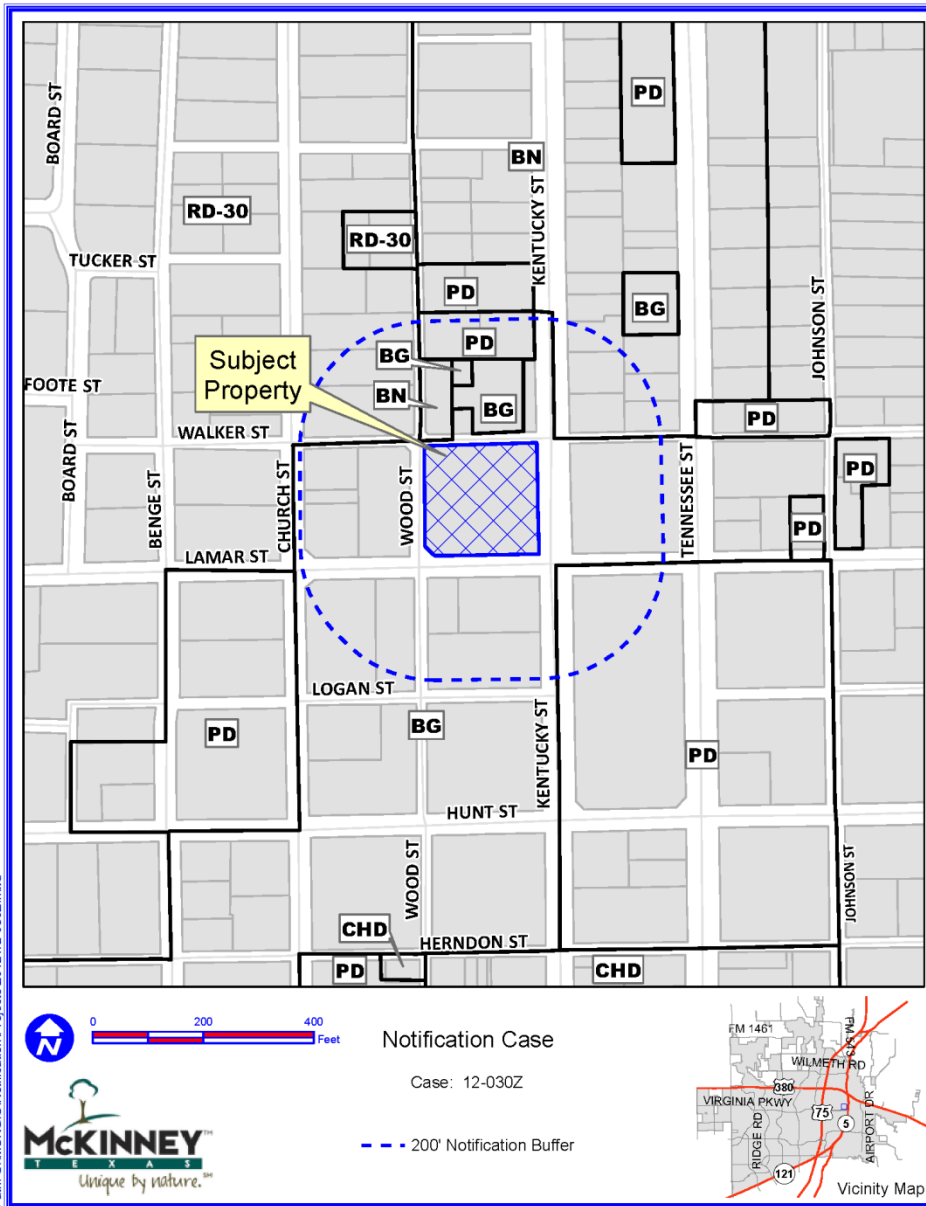 PD
BOARD ST
BN
KENTUCKY ST
RD-30
RD-30
TUCKER ST
PD
BG
JOHNSON ST
PD
Subject
Property
BG
BN
BG
FOOTE ST
PD
WALKER ST
BOARD ST
BENGE ST
CHURCH ST
WOOD ST
TENNESSEE ST
PD
PD
LAMAR ST
LOGAN ST
KENTUCKY ST
PD
BG
PD
HUNT ST
WOOD ST
JOHNSON ST
CHD
HERNDON ST
PD
CHD
N
0 200 400
Feet
Notification Case
Case: 12-030Z
200' Notification Buffer
McKINNEY™
TEXAS
Unique by nature.℠
FM 1461
FM 543
WILMETH RD
380
VIRGINIA PKWY
75
5
RIDGE RD
AIRPORT DR
121
Vicinity Map